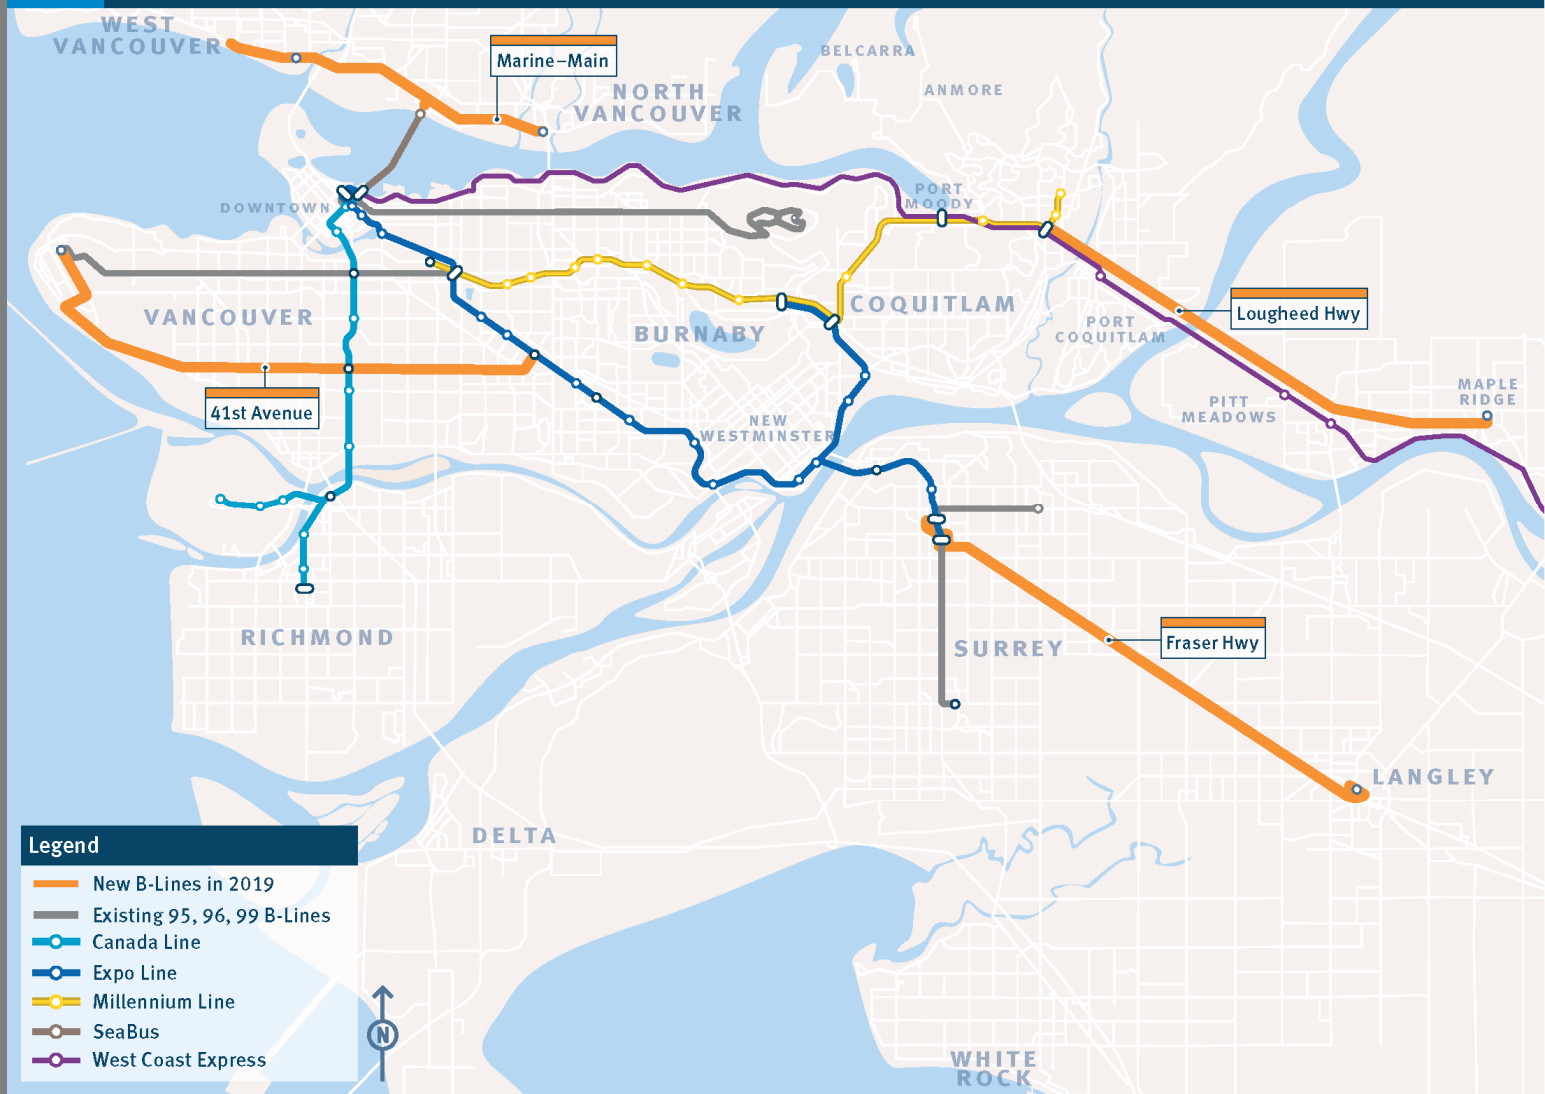 WEST
VANCOUVER
Marine–Main
BELCARRA
NORTH
VANCOUVER
ANMORE
PORT
MOODY
DOWNTOWN
VANCOUVER
BURNABY
COQUITLAM
Lougheed Hwy
PORT
COQUITLAM
41st Avenue
PITT
MEADOWS
MAPLE
RIDGE
NEW
WESTMINSTER
RICHMOND
SURREY
Fraser Hwy
LANGLEY
DELTA
Legend
New B-Lines in 2019
Existing 95, 96, 99 B-Lines
Canada Line
Expo Line
Millennium Line
SeaBus
West Coast Express
N
WHITE
ROCK